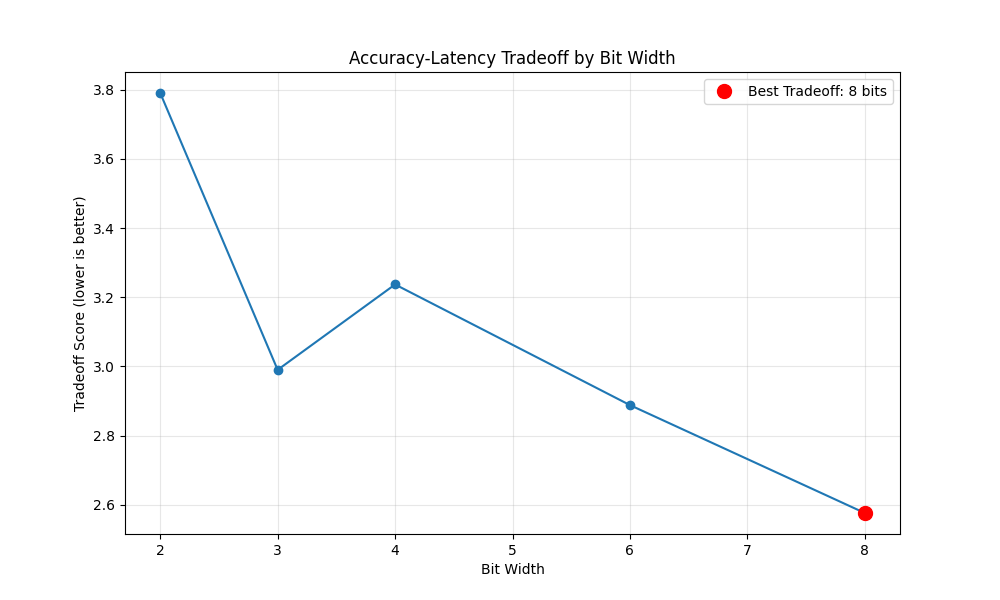 Accuracy-Latency Tradeoff by Bit Width
Best Tradeoff: 8 bits
Tradeoff Score (lower is better)
3.8
3.6
3.4
3.2
3.0
2.8
2.6
2 3 4 5 6 7 8
Bit Width